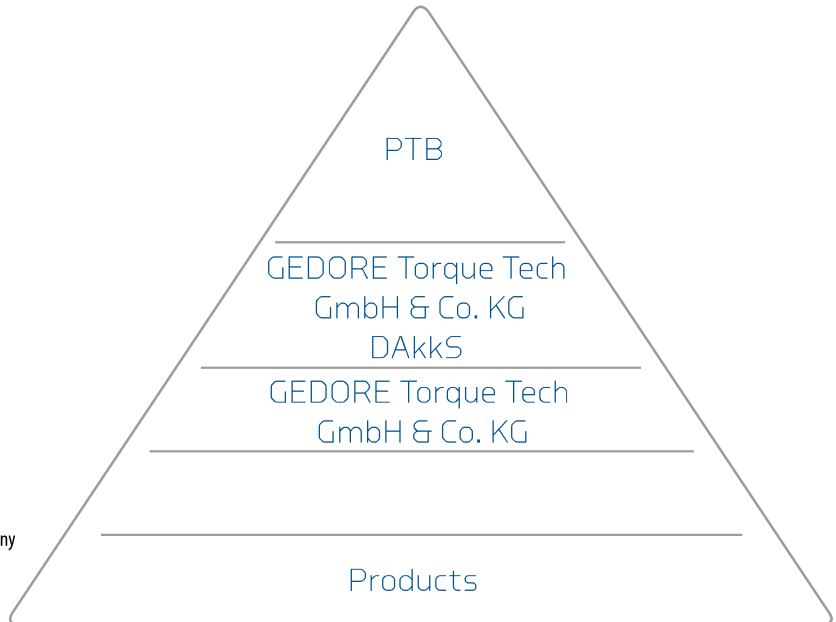 PTB
GEDORE Torque Tech
GmbH & Co. KG
DAkkS
GEDORE Torque Tech
GmbH & Co. KG
ny
Products